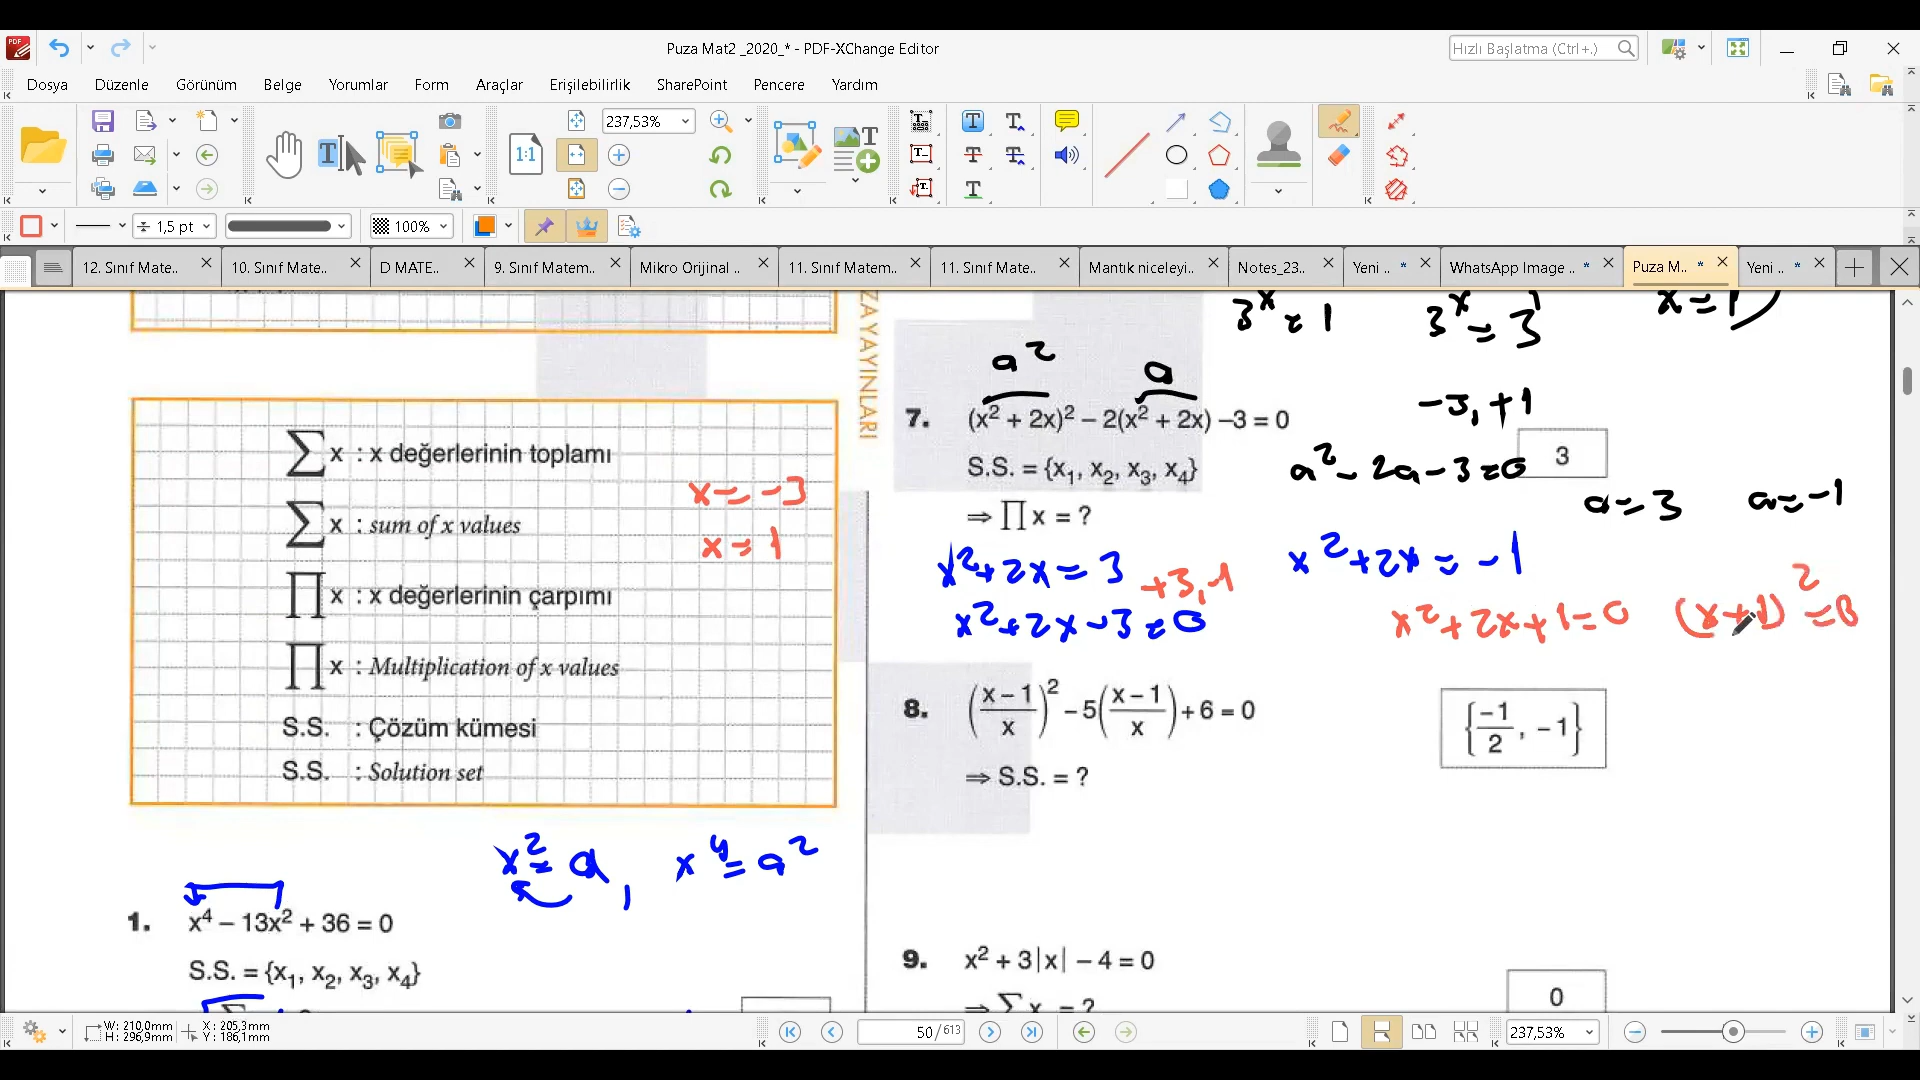 Puza Mat2 _2020_* - PDF-XChange Editor
Hızlı Başlatma (Ctrl+.)
Dosya Düzenle Görünüm Belge Yorumlar Form Araçlar Erişilebilirlik SharePoint Pencere Yardım
237,53%
1:1
1,5 pt
100%
12. Sınıf Mate.. 10. Sınıf Mate.. D MATE.. 9. Sınıf Matem.. Mikro Orijinal .. 11. Sınıf Matem.. 11. Sınıf Mate.. Mantık niceleyi.. Notes_23.. Yeni .. * WhatsApp Image .. * Puza M.. * Yeni .. *
∑x : x değerlerinin toplamı
∑x : sum of x values
∏x : x değerlerinin çarpımı
∏x : Multiplication of x values
S.S. : Çözüm kümesi
S.S. : Solution set
x = -3
x = 1
x² = a, x⁴ = a²
1. x⁴ – 13x² + 36 = 0
S.S. = {x₁, x₂, x₃, x₄}
ZAYAYINLARI
3ˣ = 1 3ˣ = 3¹ x = 1
a² a
7. (x² + 2x)² – 2(x² + 2x) –3 = 0
-3, +1
3
S.S. = {x₁, x₂, x₃, x₄}
a² - 2a - 3 = 0
a = 3 a = -1
⇒ ∏x = ?
x² + 2x = 3 +3, -1
x² + 2x - 3 = 0
x² + 2x = -1
x² + 2x + 1 = 0 (x + 1)² = 0
8. ((x – 1)/x)² – 5((x – 1)/x) + 6 = 0
{-1/2, -1}
⇒ S.S. = ?
9. x² + 3|x| – 4 = 0
⇒ ∑x = ?
0
W: 210,0mm
H: 296,9mm
X: 205,3mm
Y: 186,1mm
50 / 613
237,53%